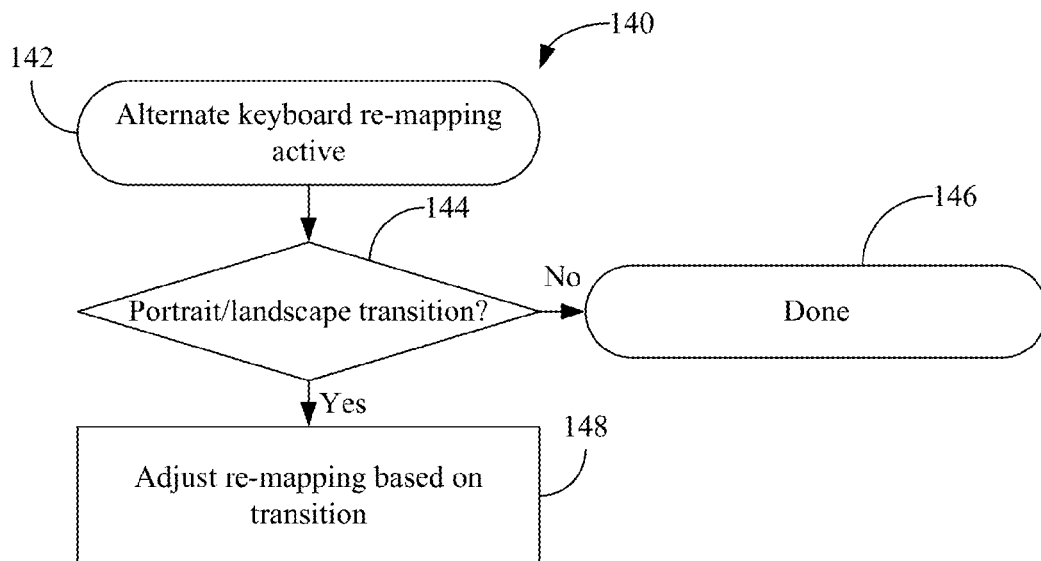 140
142
Alternate keyboard re-mapping
active
144
146
Portrait/landscape transition?
No
Done
Yes
148
Adjust re-mapping based on
transition